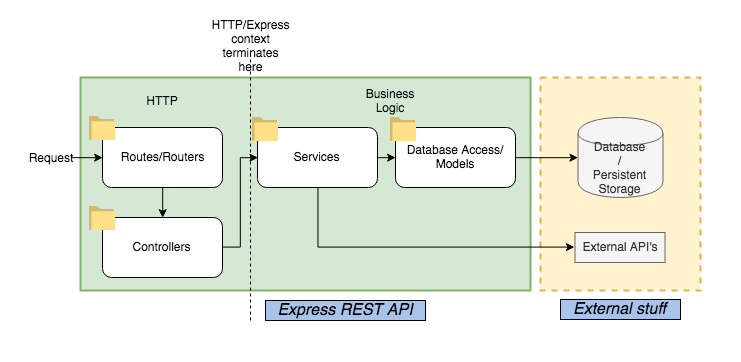 HTTP/Express
context
terminates
here
HTTP
Business
Logic
Request
Routes/Routers
Services
Database Access/
Models
Database
/
Persistent
Storage
Controllers
External API's
Express REST API
External stuff